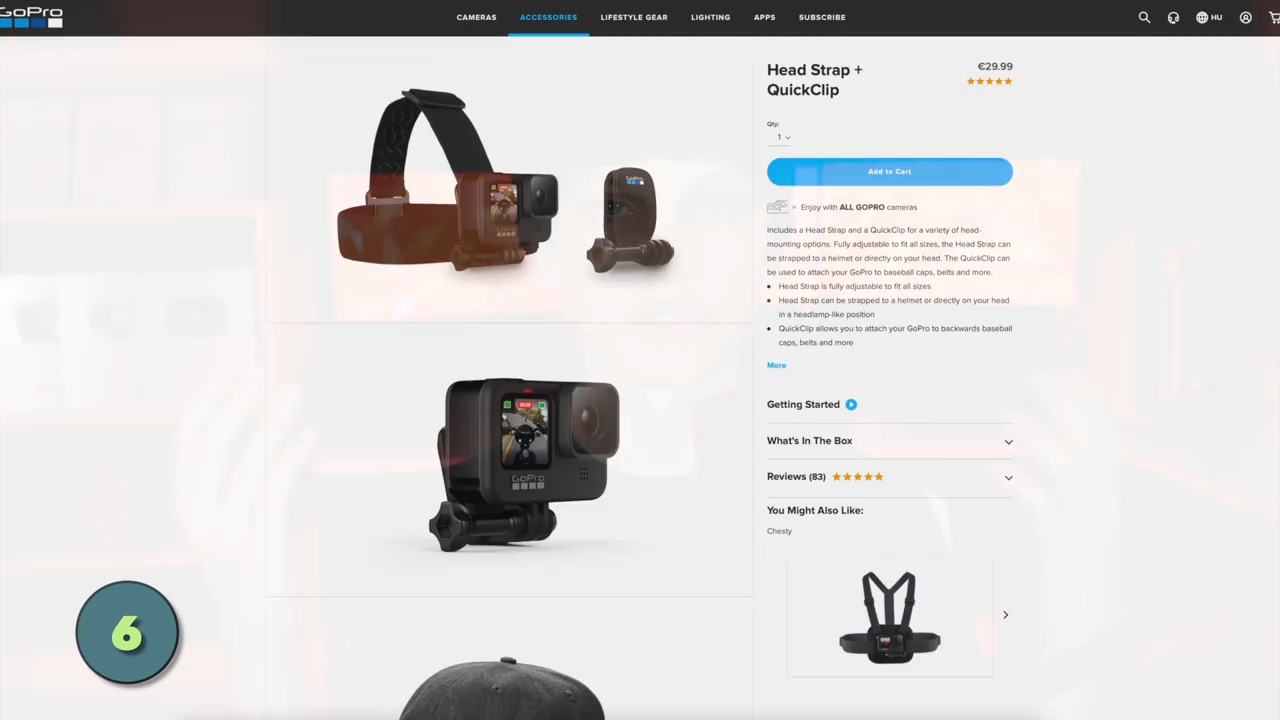 GoPro
CAMERAS
ACCESSORIES
LIFESTYLE GEAR
LIGHTING
APPS
SUBSCRIBE
HU
Head Strap +
QuickClip
€29.99
Qty:
1
Add to Cart
= Enjoy with ALL GOPRO cameras
Includes a Head Strap and a QuickClip for a variety of head-
mounting options. Fully adjustable to fit all sizes, the Head Strap can
be strapped to a helmet or directly on your head. The QuickClip can
be used to attach your GoPro to baseball caps, belts and more.
Head Strap is fully adjustable to fit all sizes
Head Strap can be strapped to a helmet or directly on your head
in a headlamp-like position
QuickClip allows you to attach your GoPro to backwards baseball
caps, belts and more
More
Getting Started
What's In The Box
Reviews (83)
You Might Also Like:
Chesty
GoPro
GoPro
GoPro
6